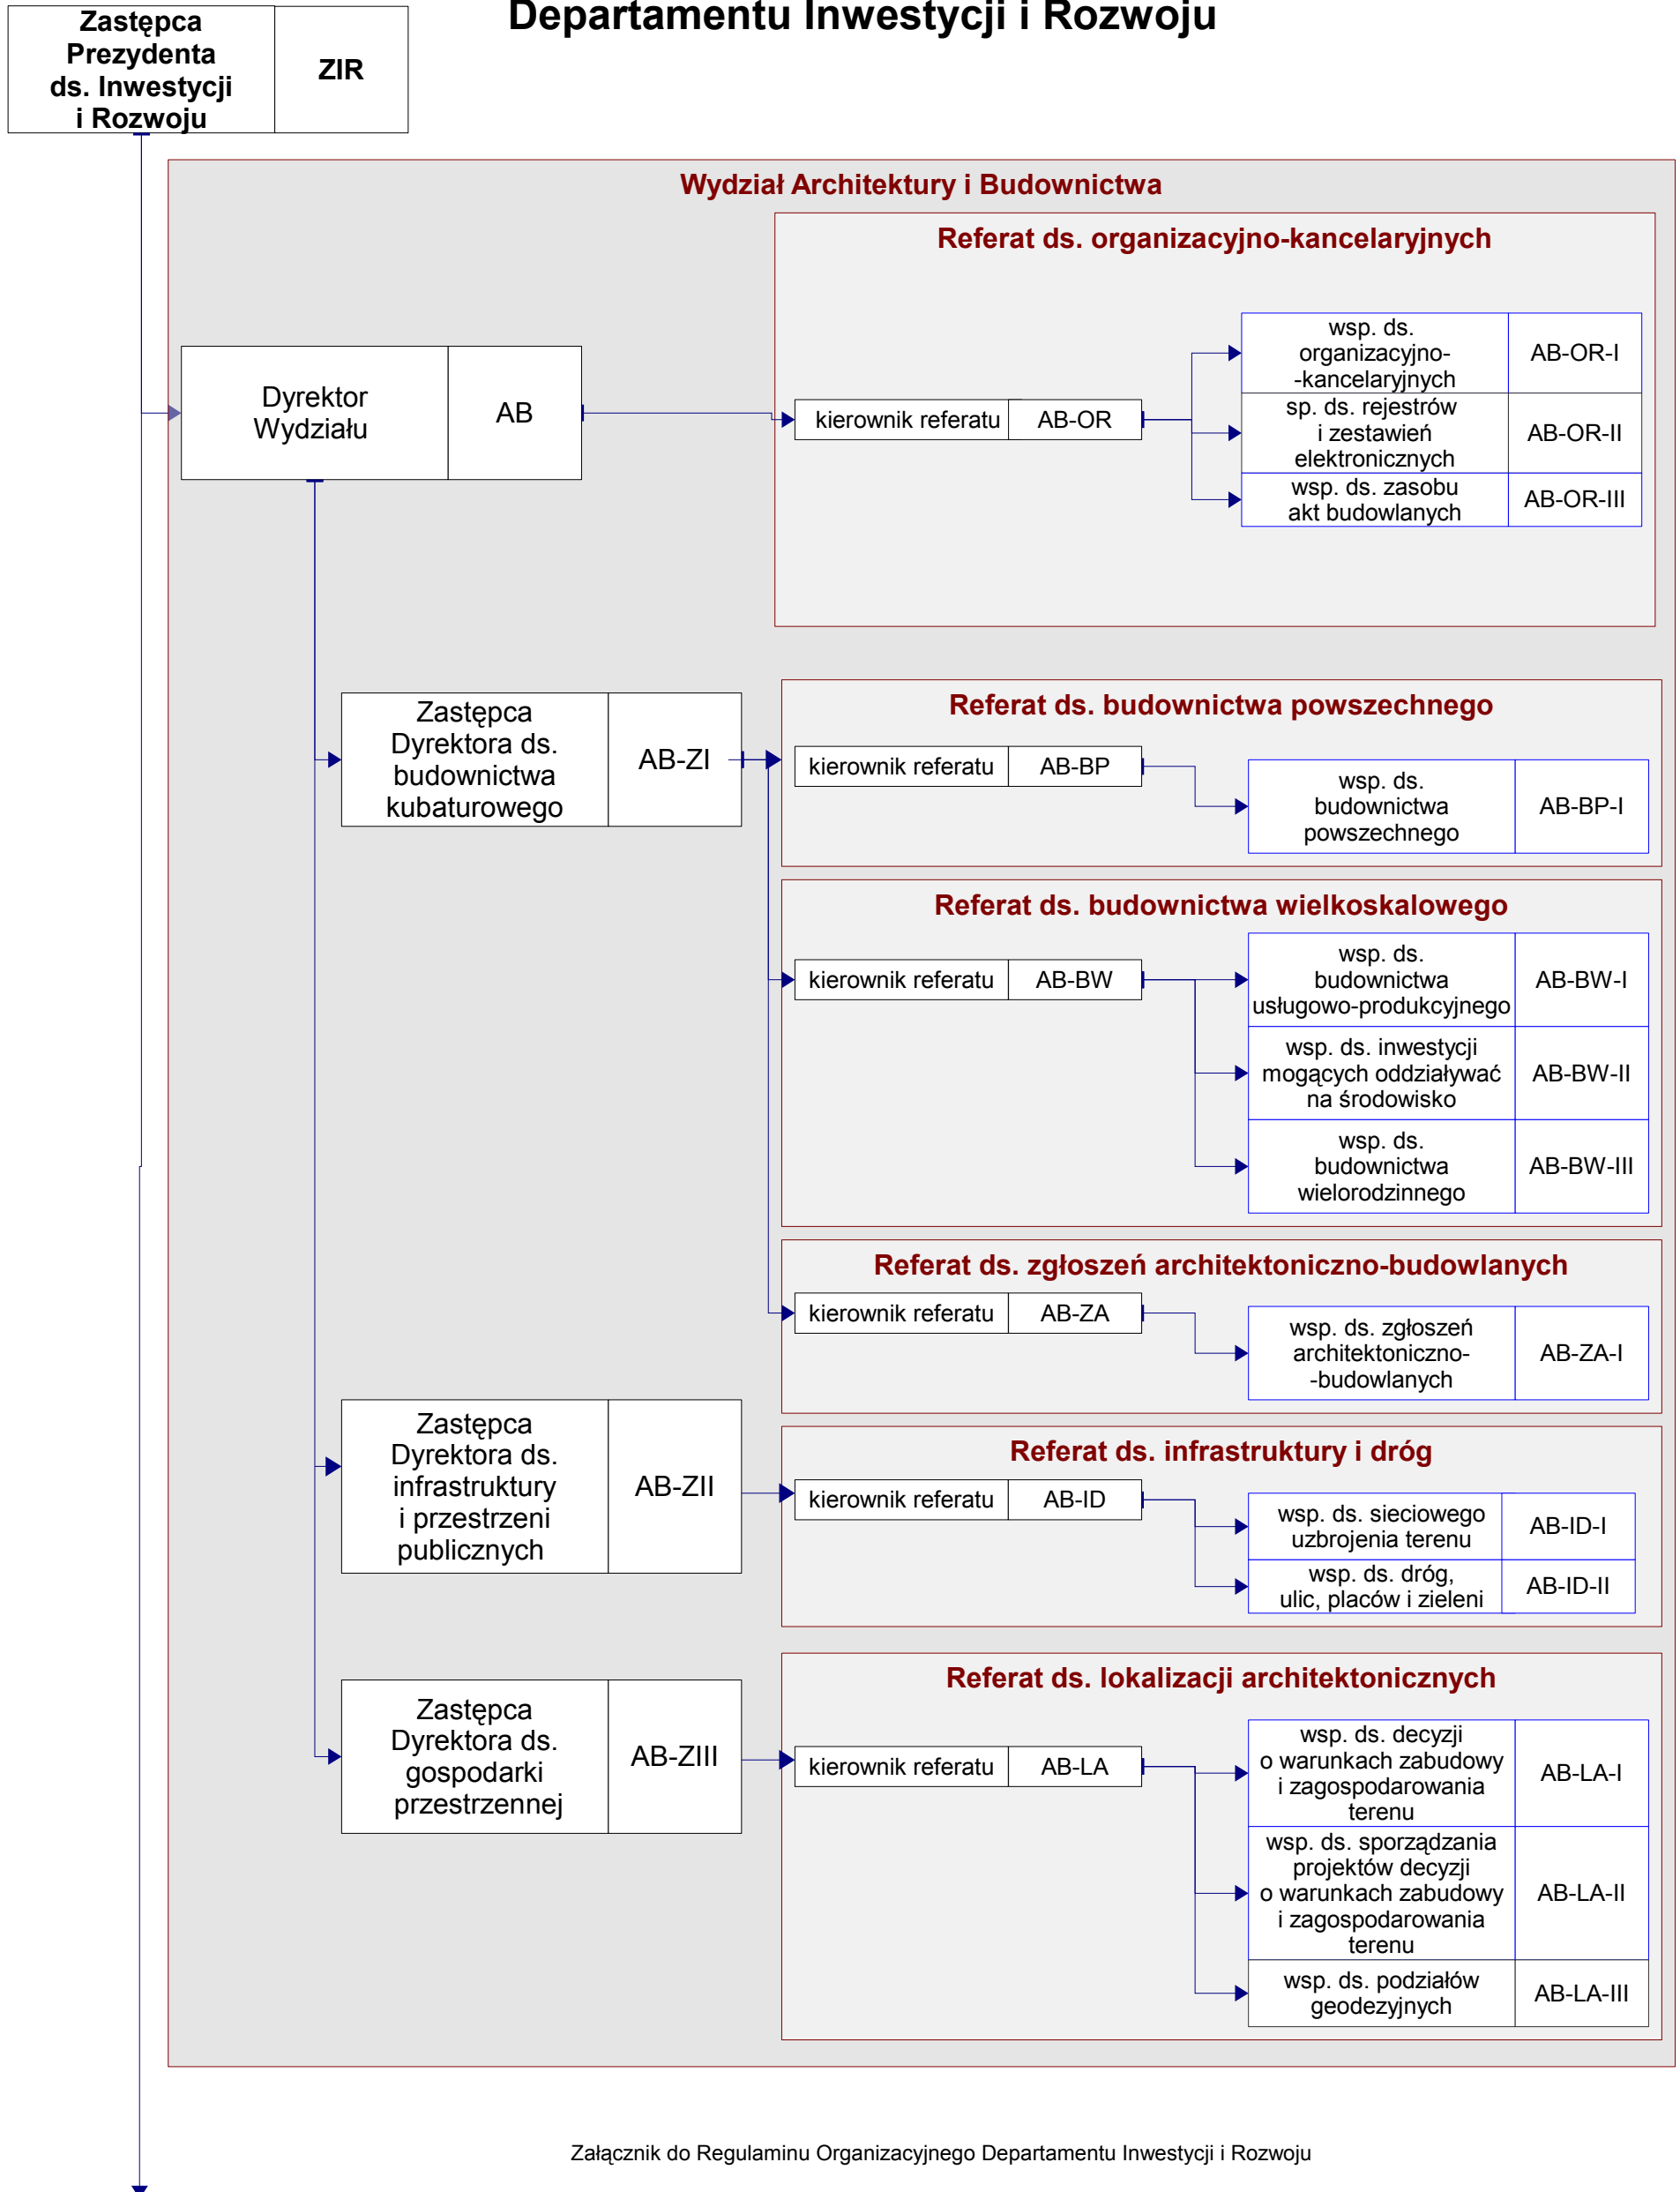 Departamentu Inwestycji i Rozwoju
Zastępca
Prezydenta
ds. Inwestycji
i Rozwoju
ZIR
Wydział Architektury i Budownictwa
Referat ds. organizacyjno-kancelaryjnych
Dyrektor
Wydziału
AB
kierownik referatu
AB-OR
wsp. ds.
organizacyjno-
-kancelaryjnych
AB-OR-I
sp. ds. rejestrów
i zestawień
elektronicznych
AB-OR-II
wsp. ds. zasobu
akt budowlanych
AB-OR-III
Zastępca
Dyrektora ds.
budownictwa
kubaturowego
AB-ZI
Referat ds. budownictwa powszechnego
kierownik referatu
AB-BP
wsp. ds.
budownictwa
powszechnego
AB-BP-I
Referat ds. budownictwa wielkoskalowego
kierownik referatu
AB-BW
wsp. ds.
budownictwa
usługowo-produkcyjnego
AB-BW-I
wsp. ds. inwestycji
mogących oddziaływać
na środowisko
AB-BW-II
wsp. ds.
budownictwa
wielorodzinnego
AB-BW-III
Referat ds. zgłoszeń architektoniczno-budowlanych
kierownik referatu
AB-ZA
wsp. ds. zgłoszeń
architektoniczno-
-budowlanych
AB-ZA-I
Zastępca
Dyrektora ds.
infrastruktury
i przestrzeni
publicznych
AB-ZII
Referat ds. infrastruktury i dróg
kierownik referatu
AB-ID
wsp. ds. sieciowego
uzbrojenia terenu
AB-ID-I
wsp. ds. dróg,
ulic, placów i zieleni
AB-ID-II
Zastępca
Dyrektora ds.
gospodarki
przestrzennej
AB-ZIII
Referat ds. lokalizacji architektonicznych
kierownik referatu
AB-LA
wsp. ds. decyzji
o warunkach zabudowy
i zagospodarowania
terenu
AB-LA-I
wsp. ds. sporządzania
projektów decyzji
o warunkach zabudowy
i zagospodarowania
terenu
AB-LA-II
wsp. ds. podziałów
geodezyjnych
AB-LA-III
Załącznik do Regulaminu Organizacyjnego Departamentu Inwestycji i Rozwoju